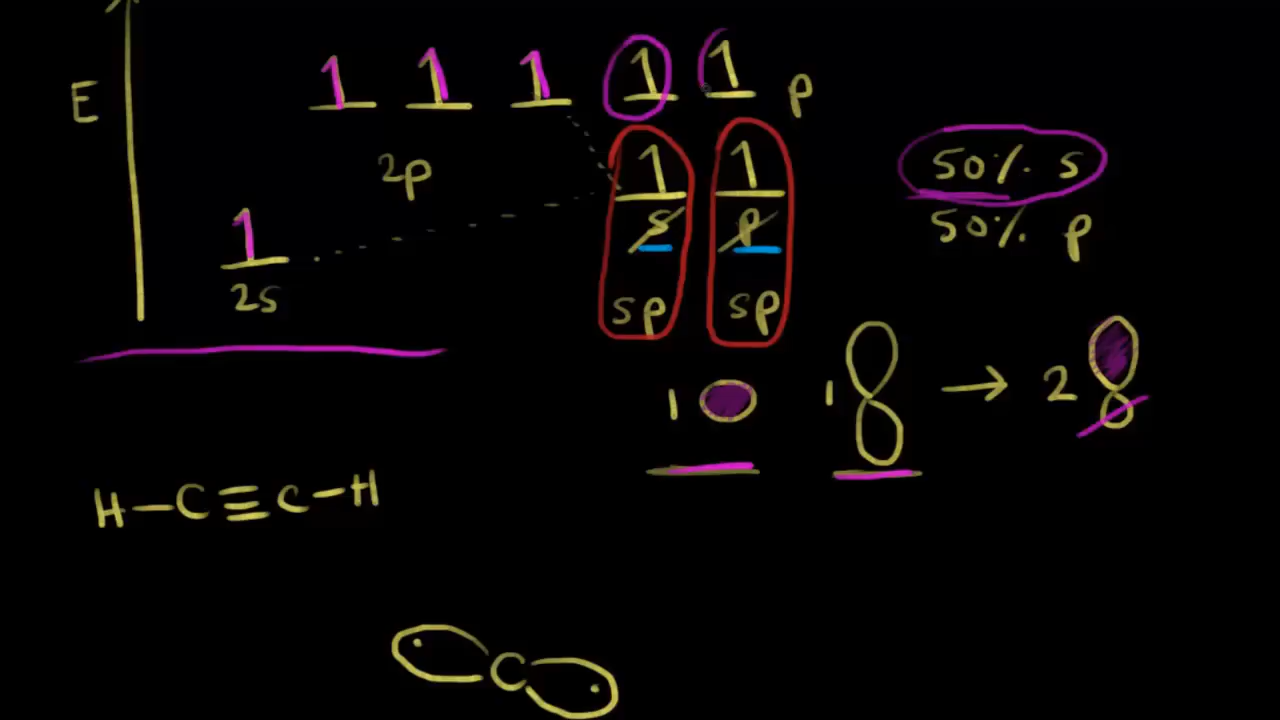 1 1 1 1 1 p
E
1 1
50% s
2p
s p
50% p
1
2s
sp sp
1 1 → 2
H-C≡C-H
C